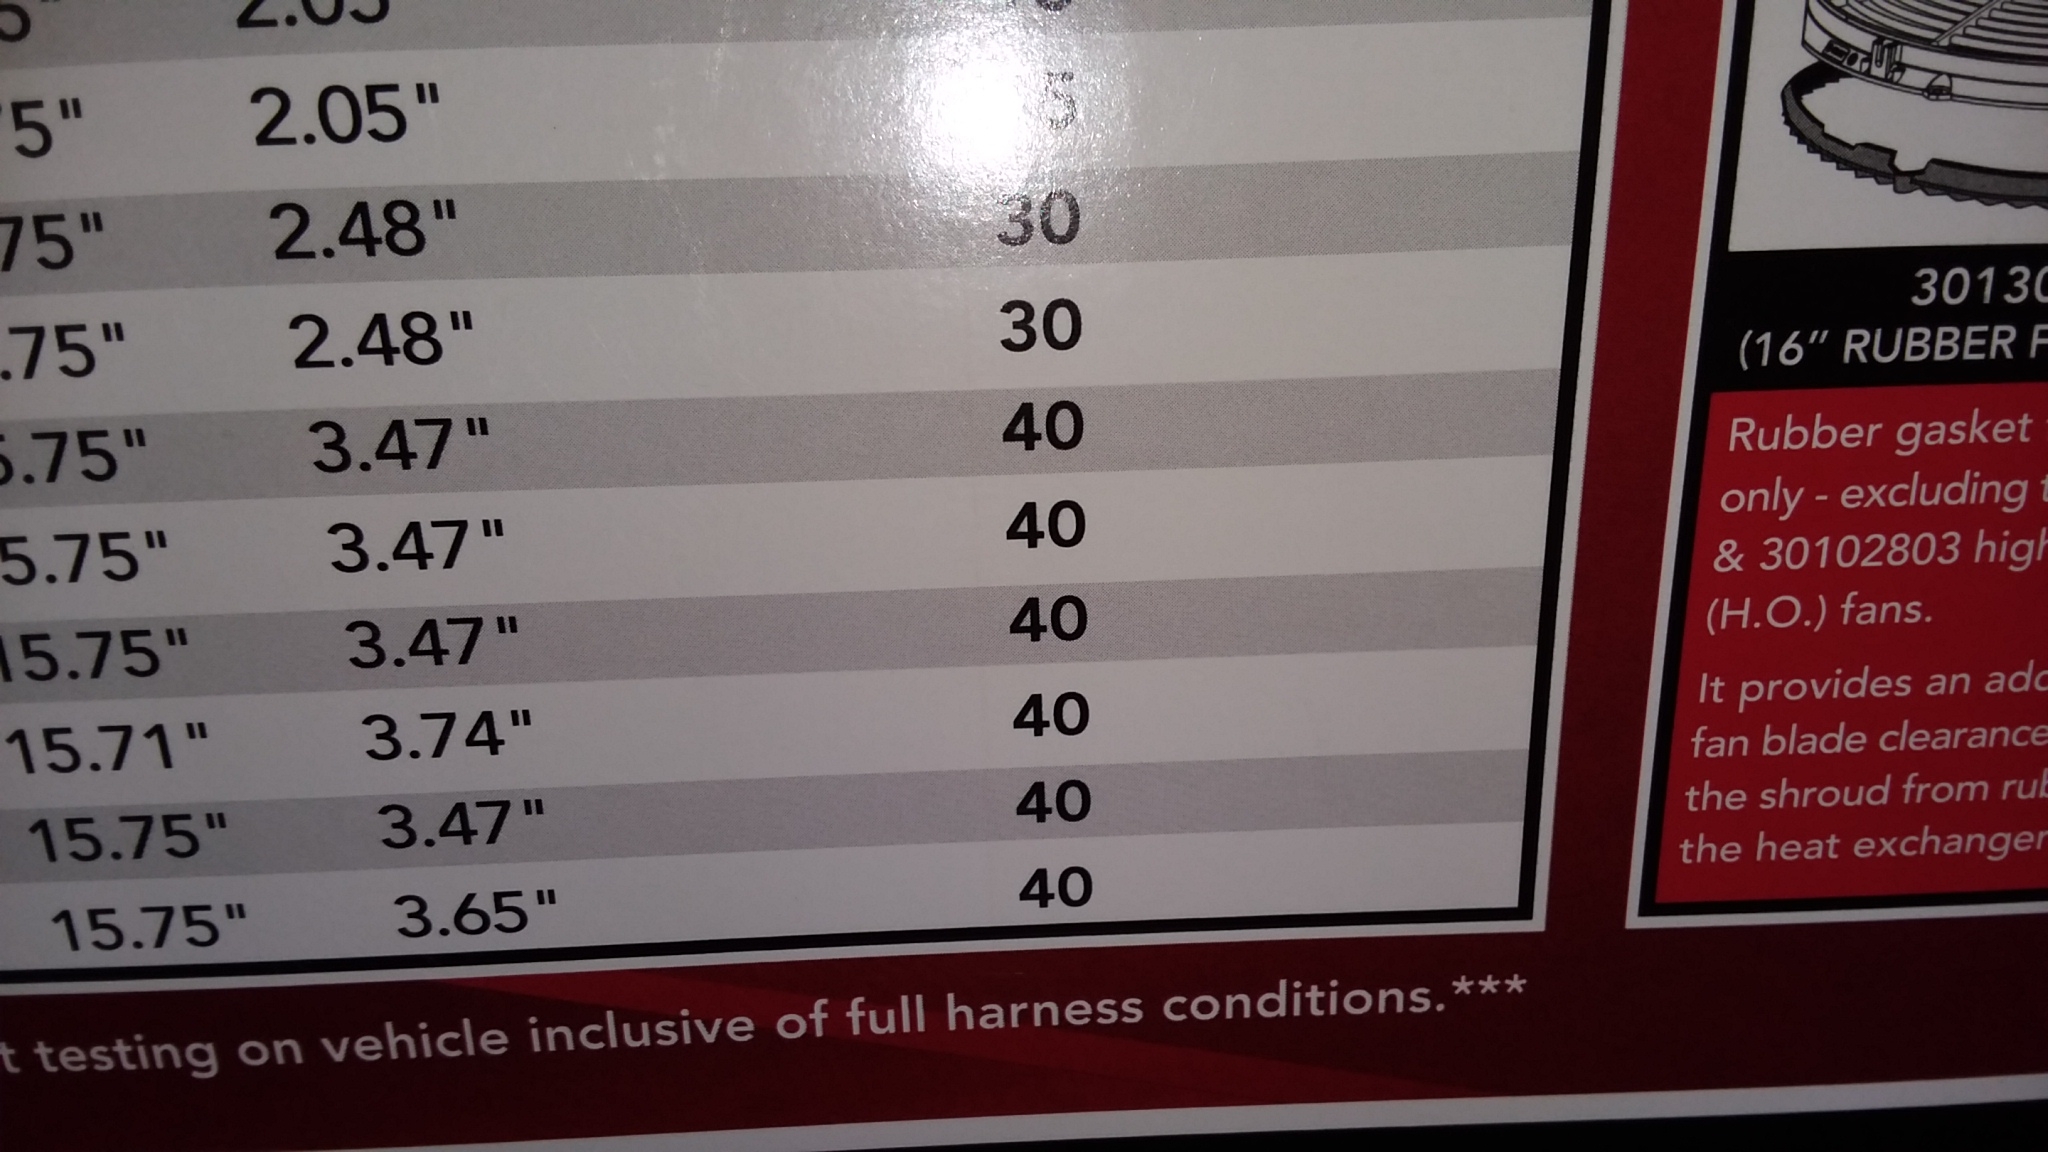 2.05"
75" 2.48" 30
.75" 2.48" 30
5.75" 3.47" 40
5.75" 3.47" 40
15.75" 3.47" 40
15.71" 3.74" 40
15.75" 3.47" 40
15.75" 3.65" 40
t testing on vehicle inclusive of full harness conditions.***
30130
(16" RUBBER F
Rubber gasket
only - excluding t
& 30102803 high
(H.O.) fans.
It provides an add
fan blade clearance
the shroud from rub
the heat exchanger